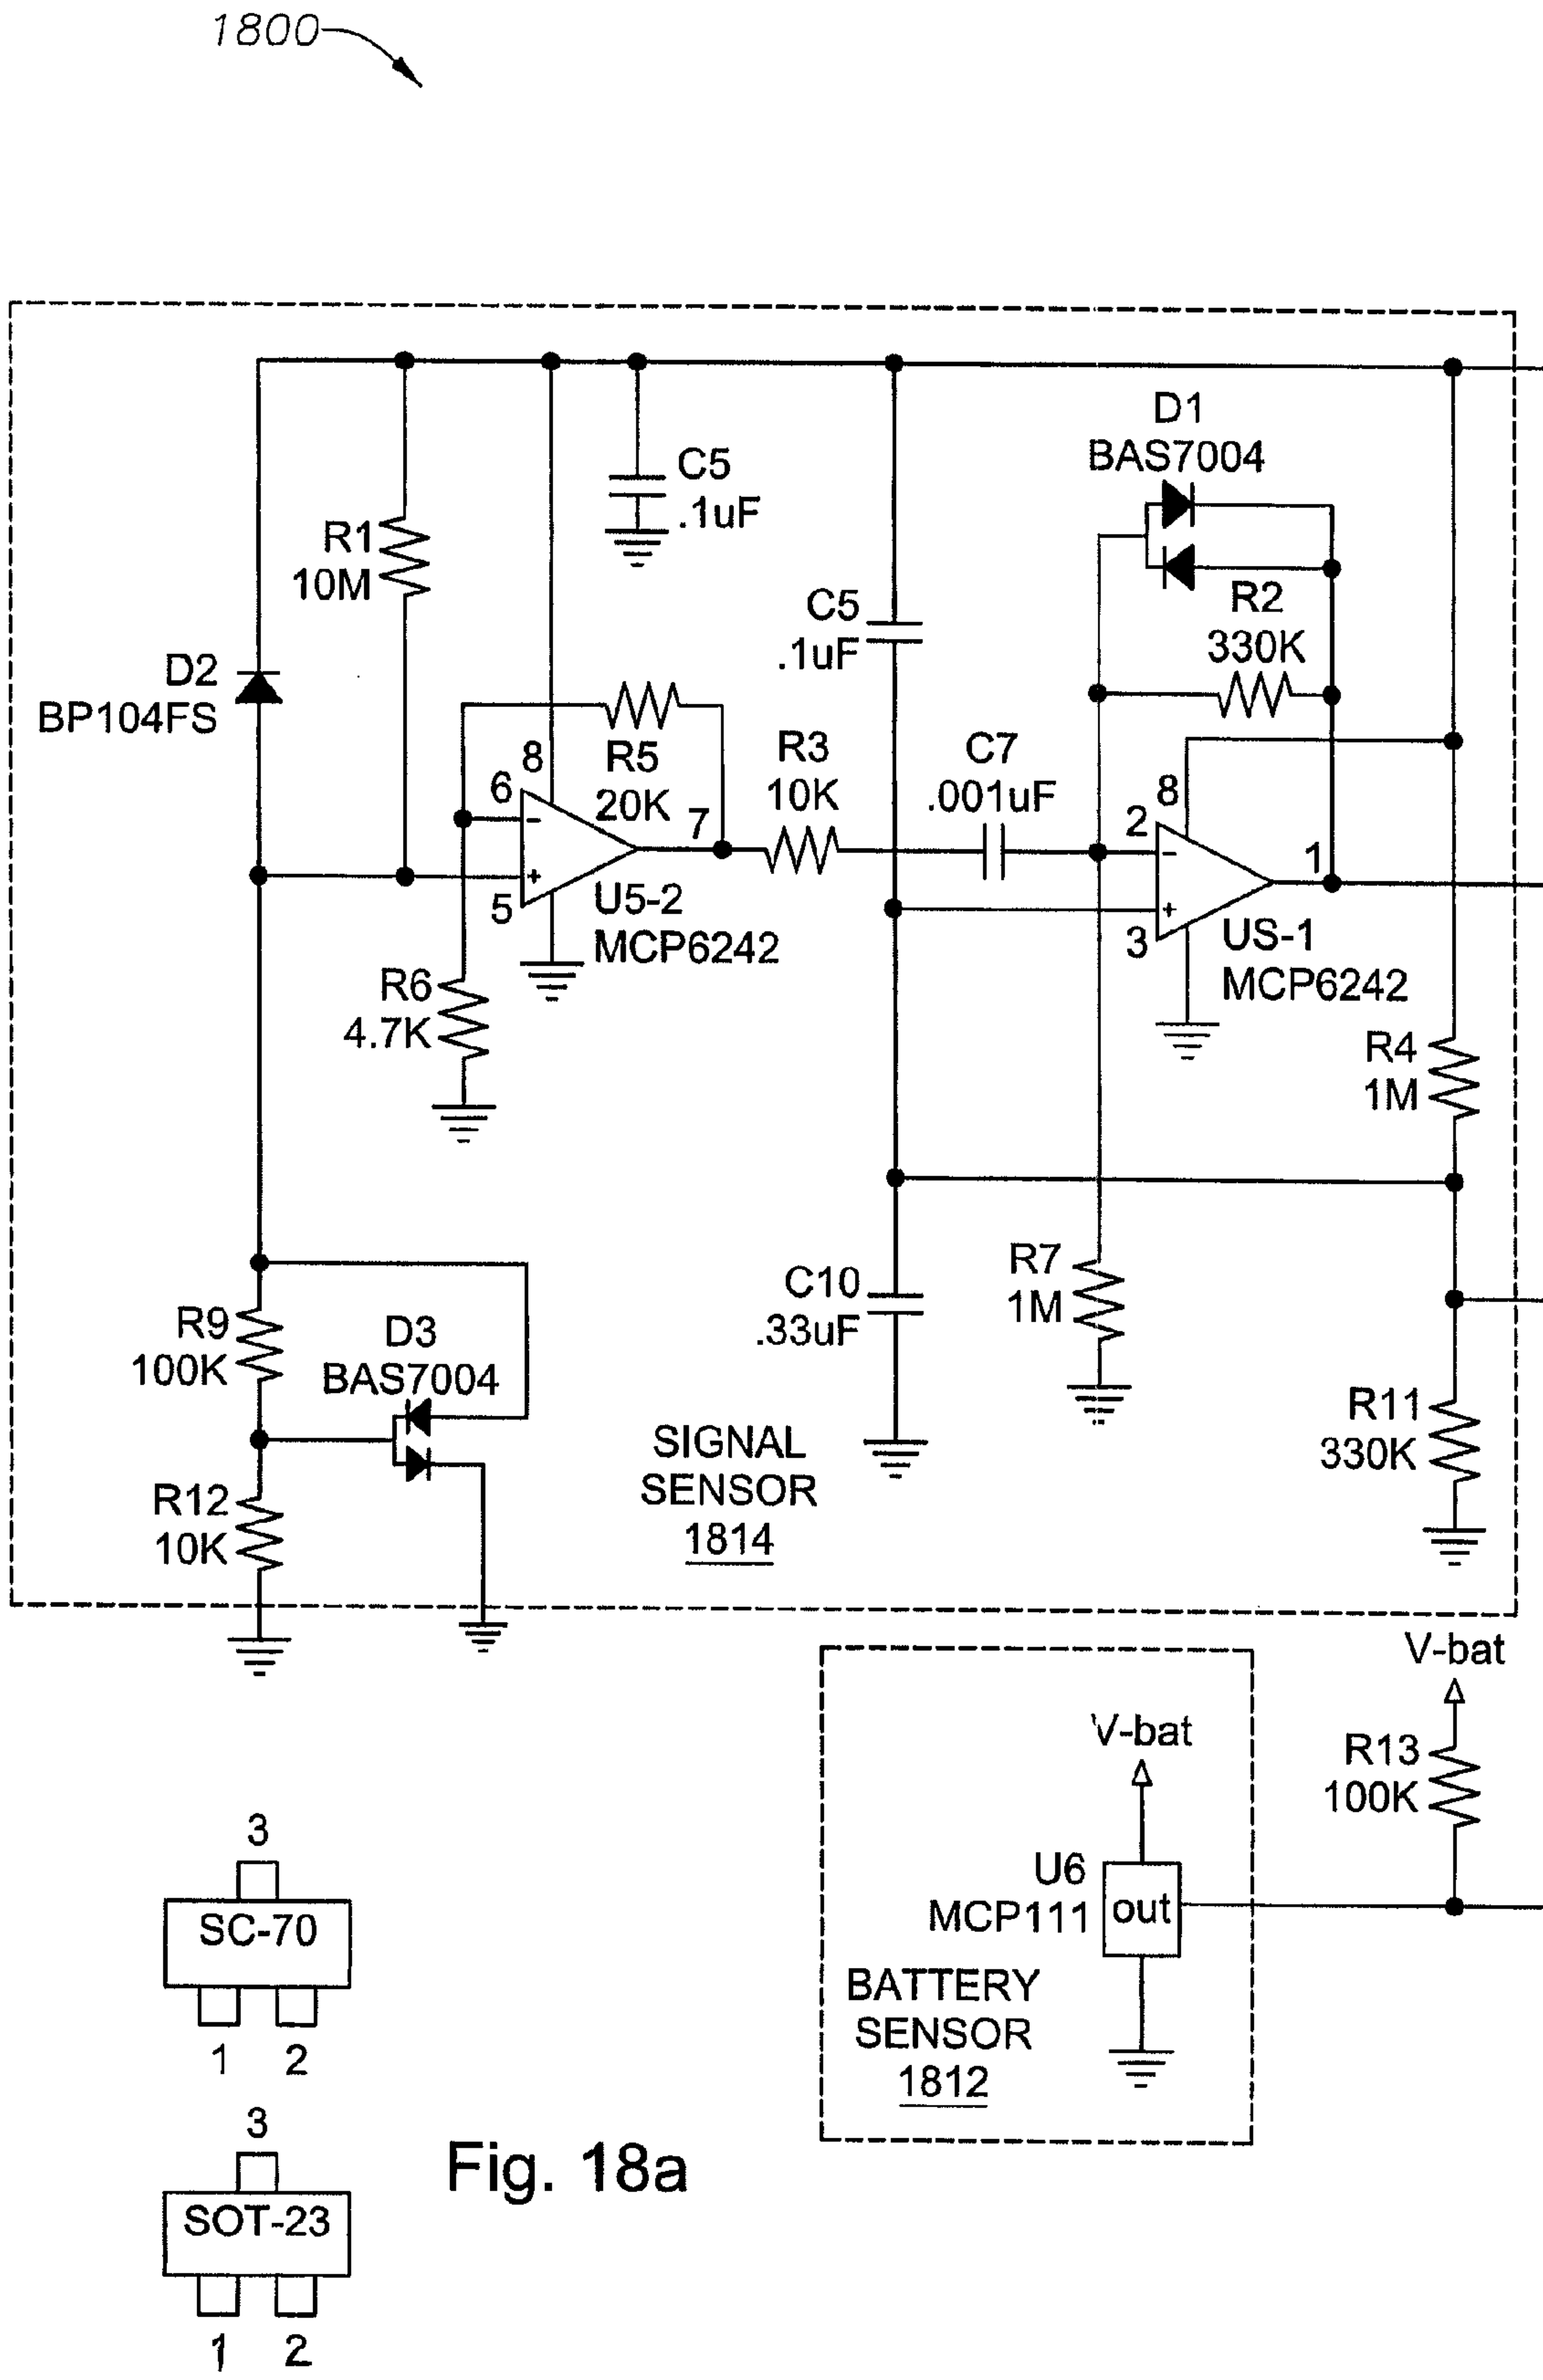 1800
D1
BAS7004
C5
.1uF
R1
10M
C5
.1uF
R2
330K
D2
BP104FS
R5
20K
R3
10K
C7
.001uF
8
6
-
7
+
5
U5-2
MCP6242
8
2
-
1
+
3
US-1
MCP6242
R6
4.7K
R4
1M
R7
1M
C10
.33uF
R9
100K
D3
BAS7004
R11
330K
SIGNAL
SENSOR
1814
R12
10K
V-bat
V-bat
R13
100K
U6
MCP111
out
BATTERY
SENSOR
1812
3
SC-70
1 2
3
SOT-23
1 2
Fig. 18a